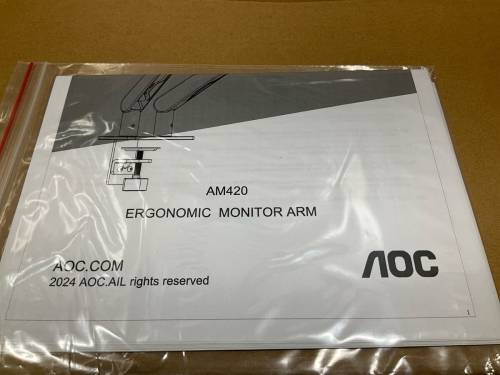 AM420
ERGONOMIC MONITOR ARM
AOC.COM
2024 AOC.AIL rights reserved
AOC
1